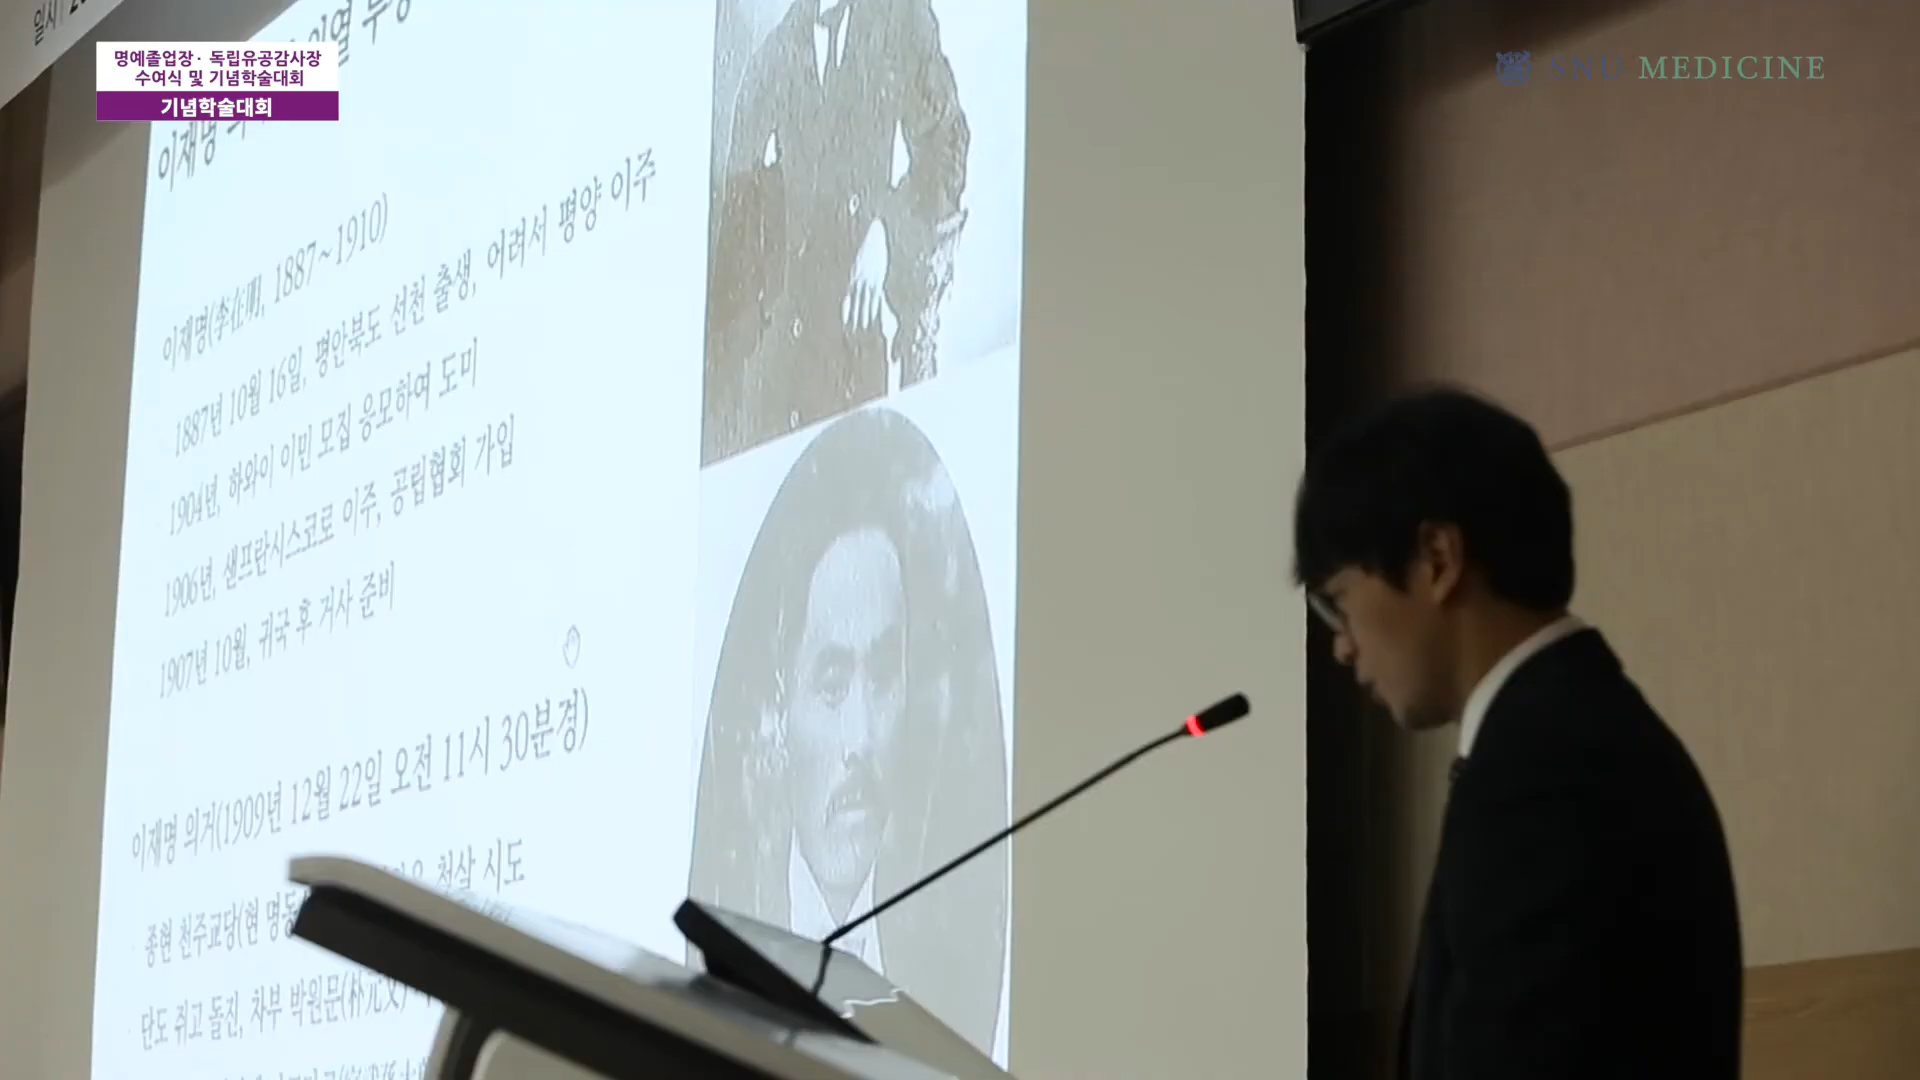 일시
명예졸업장· 독립유공감사장
수여식 및 기념학술대회
기념학술대회
SNU MEDICINE
이재명
이재명(李在明, 1887~1910)
1887년 10월 16일, 평안북도 선천 출생, 어려서 평양 이주
1904년, 하와이 이민 모집 응모하여 도미
1906년, 샌프란시스코로 이주, 공립협회 가입
1907년 10월, 귀국 후 거사 준비
이재명 의거(1909년 12월 22일 오전 11시 30분경)
종현 천주교당(현 명동 척살 시도
단도 쥐고 돌진, 차부 박원문(朴元文)